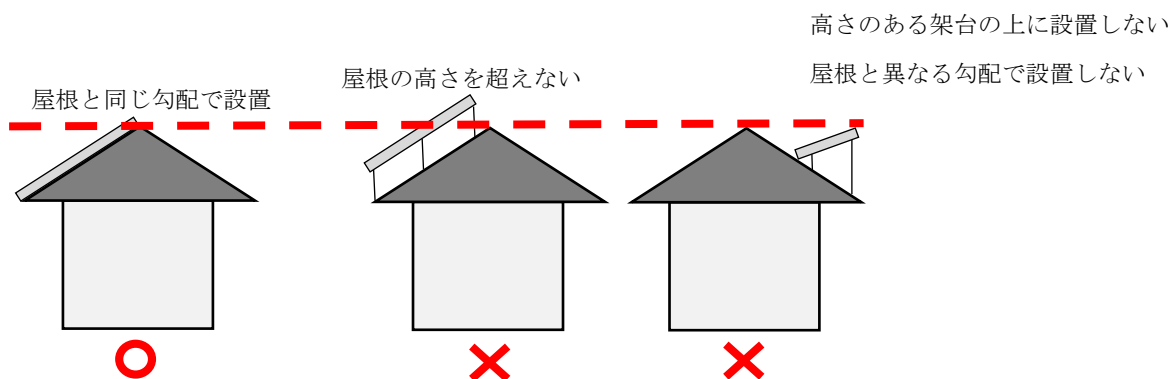 高さのある架台の上に設置しない
屋根の高さを超えない
屋根と異なる勾配で設置しない
屋根と同じ勾配で設置